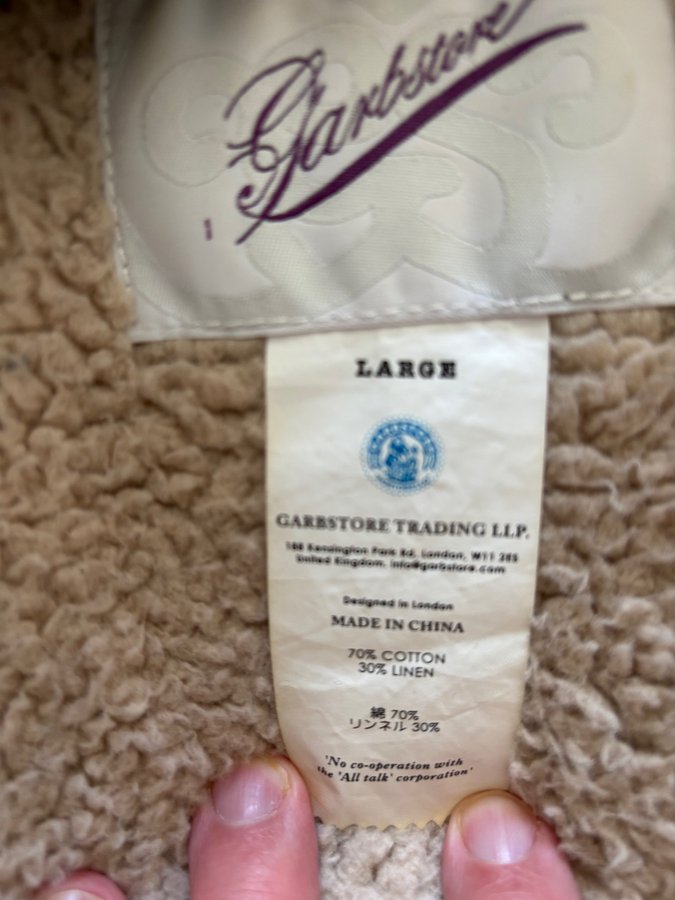 Garbstore
LARGE
GARBSTORE TRADING LLP.
188 Kensington Park Rd. London, W11 2ES
United Kingdom. info@garbstore.com
Designed in London
MADE IN CHINA
70% COTTON
30% LINEN
綿 70%
リンネル 30%
'No co-operation with
the 'All talk' corporation'